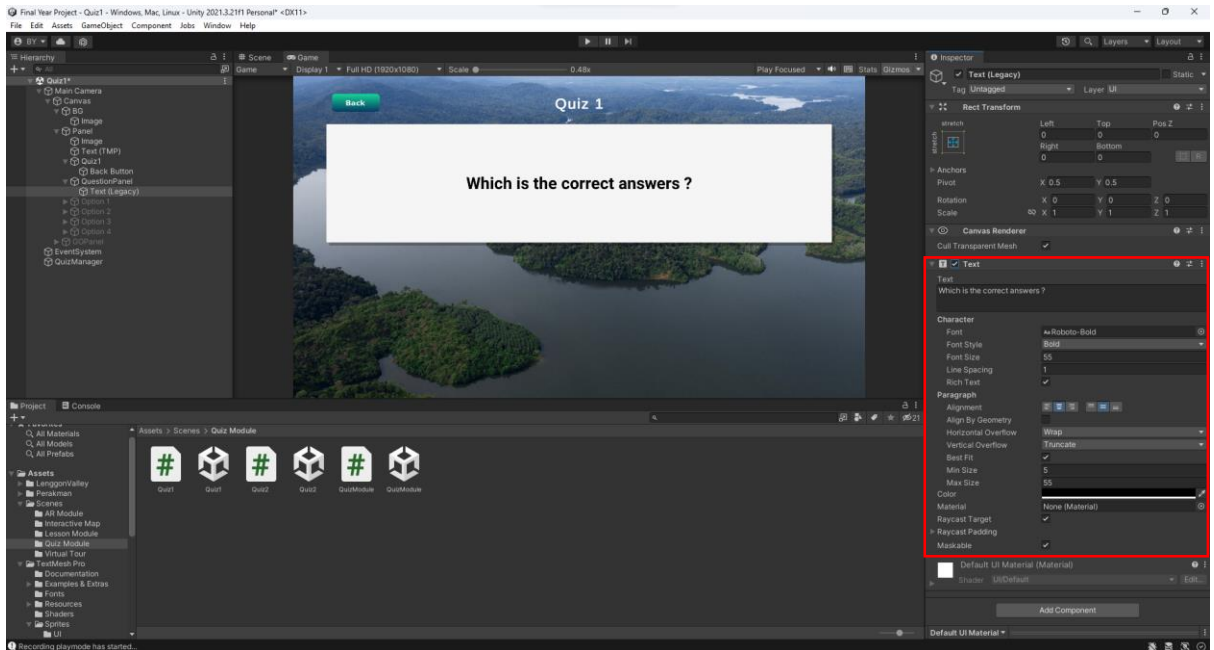 Final Year Project - Quiz1 - Windows, Mac, Linux - Unity 2021.3.21f1 Personal* <DX11>
File Edit Assets GameObject Component Jobs Window Help
BY
Layers Layout
Hierarchy
All
Quiz1*
Main Camera
Canvas
BG
Image
Panel
Image
Text (TMP)
Quiz1
Back Button
QuestionPanel
Text (Legacy)
Option 1
Option 2
Option 3
Option 4
EventSystem
QuizManager
Scene Game
Game Display 1 Full HD (1920x1080) Scale 0.48x Play Focused Stats Gizmos
Back
Quiz 1
Which is the correct answers ?
Project Console
21
Favorites
All Materials
All Models
All Prefabs
Assets
LenggonValley
Perakman
Scenes
AR Module
Interactive Map
Lesson Module
Quiz Module
Virtual Tour
TextMesh Pro
Documentation
Examples & Extras
Fonts
Resources
Shaders
Sprites
UI
Assets > Scenes > Quiz Module
Quiz1 Quiz1 Quiz2 Quiz2 QuizModule QuizModule
Recording playmode has started...
Inspector
Text (Legacy) Static
Tag Untagged Layer UI
Rect Transform
stretch Left Top Pos Z
stretch 0 0 0
Right Bottom
0 0 R
Anchors
Pivot X 0.5 Y 0.5
Rotation X 0 Y 0 Z 0
Scale X 1 Y 1 Z 1
Canvas Renderer
Cull Transparent Mesh
Text
Text
Which is the correct answers ?
Character
Font Roboto-Bold
Font Style Bold
Font Size 55
Line Spacing 1
Rich Text
Paragraph
Alignment
Align By Geometry
Horizontal Overflow Wrap
Vertical Overflow Truncate
Best Fit
Min Size 5
Max Size 55
Color
Material None (Material)
Raycast Target
Raycast Padding
Maskable
Default UI Material (Material)
Shader UI/Default Edit...
Add Component
Default UI Material